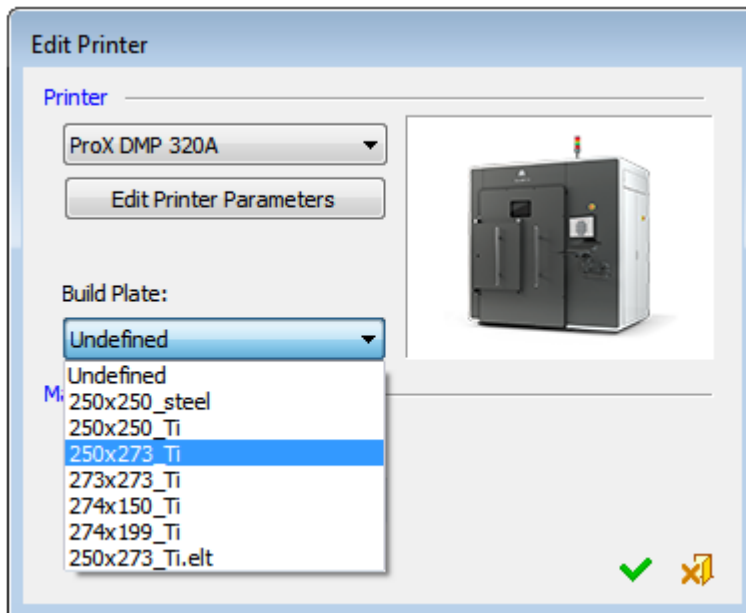 Edit Printer
Printer
ProX DMP 320A
Edit Printer Parameters
Build Plate:
Undefined
Undefined
250x250_steel
250x250_Ti
250x273_Ti
273x273_Ti
274x150_Ti
274x199_Ti
250x273_Ti.elt